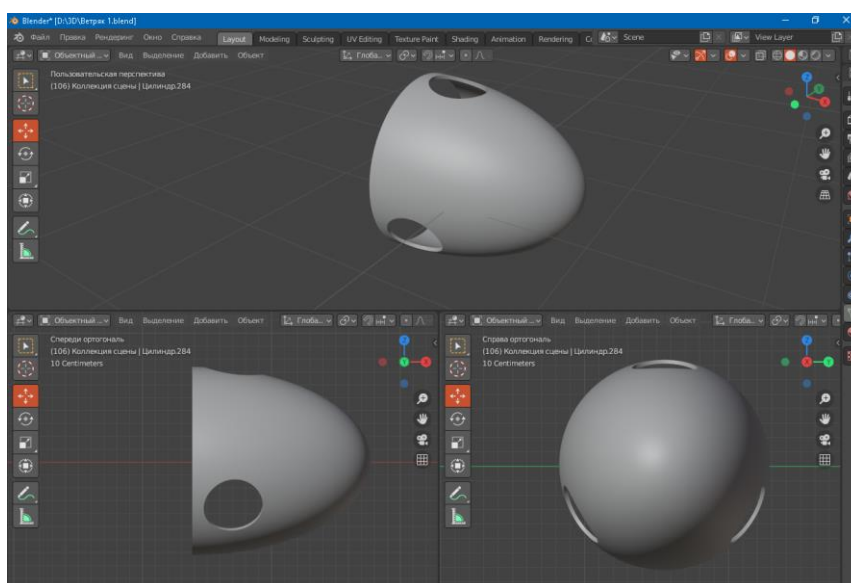 Blender* [D:\3D\Ветряк 1.blend]
Файл Правка Рендеринг Окно Справка Layout Modeling Sculpting UV Editing Texture Paint Shading Animation Rendering Scene View Layer
Объектный ... Вид Выделение Добавить Объект Глоба...
Пользовательская перспектива
(106) Коллекция сцены | Цилиндр.284
Z
Y
X
Объектный ... Вид Выделение Добавить Объект Глоба...
Спереди ортогональ
(106) Коллекция сцены | Цилиндр.284
10 Centimeters
Z
Y
X
Объектный ... Вид Выделение Добавить Объект Глоба...
Справа ортогональ
(106) Коллекция сцены | Цилиндр.284
10 Centimeters
Z
X
Y